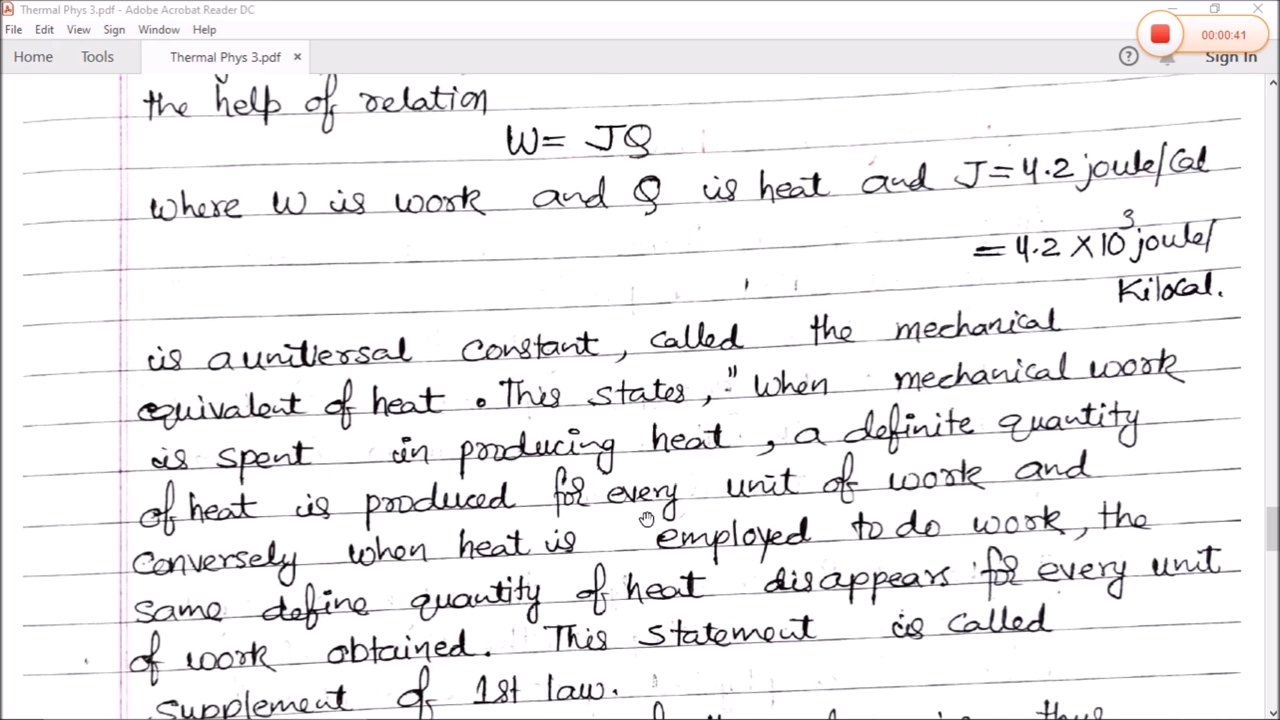 Thermal Phys 3.pdf - Adobe Acrobat Reader DC
File Edit View Sign Window Help
00:00:41
Home Tools Thermal Phys 3.pdf × ? Sign In
the help of relation
W = JQ
where W is work and Q is heat and J = 4.2 joule/Cal
= 4.2 × 10³ joule/
Kilocal.
is a universal constant, called the mechanical
equivalent of heat. This states, "When mechanical work
is spent in producing heat, a definite quantity
of heat is produced for every unit of work and
conversely when heat is employed to do work, the
same define quantity of heat disappears for every unit
of work obtained. This statement is called
supplement of 1st law.
thus